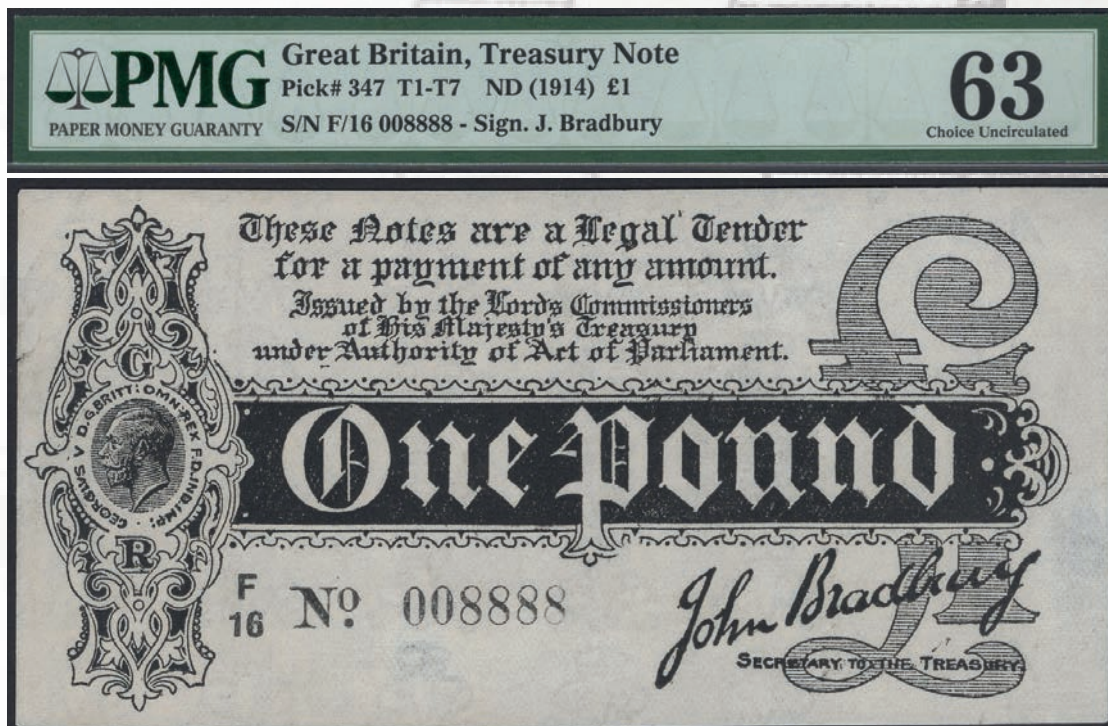 PMG
PAPER MONEY GUARANTY
Great Britain, Treasury Note
Pick# 347 T1-T7 ND (1914) £1
S/N F/16 008888 - Sign. J. Bradbury
63
Choice Uncirculated
These Notes are a Legal Tender
for a payment of any amount.
Issued by the Lords Commissioners
of His Majesty's Treasury
under Authority of Act of Parliament.
£1
G
GEORGIVS V D.G.BRITT: OMN·REX F.D.IND:IMP:
R
One Pound
F
16 No. 008888
John Bradbury
SECRETARY TO THE TREASURY.